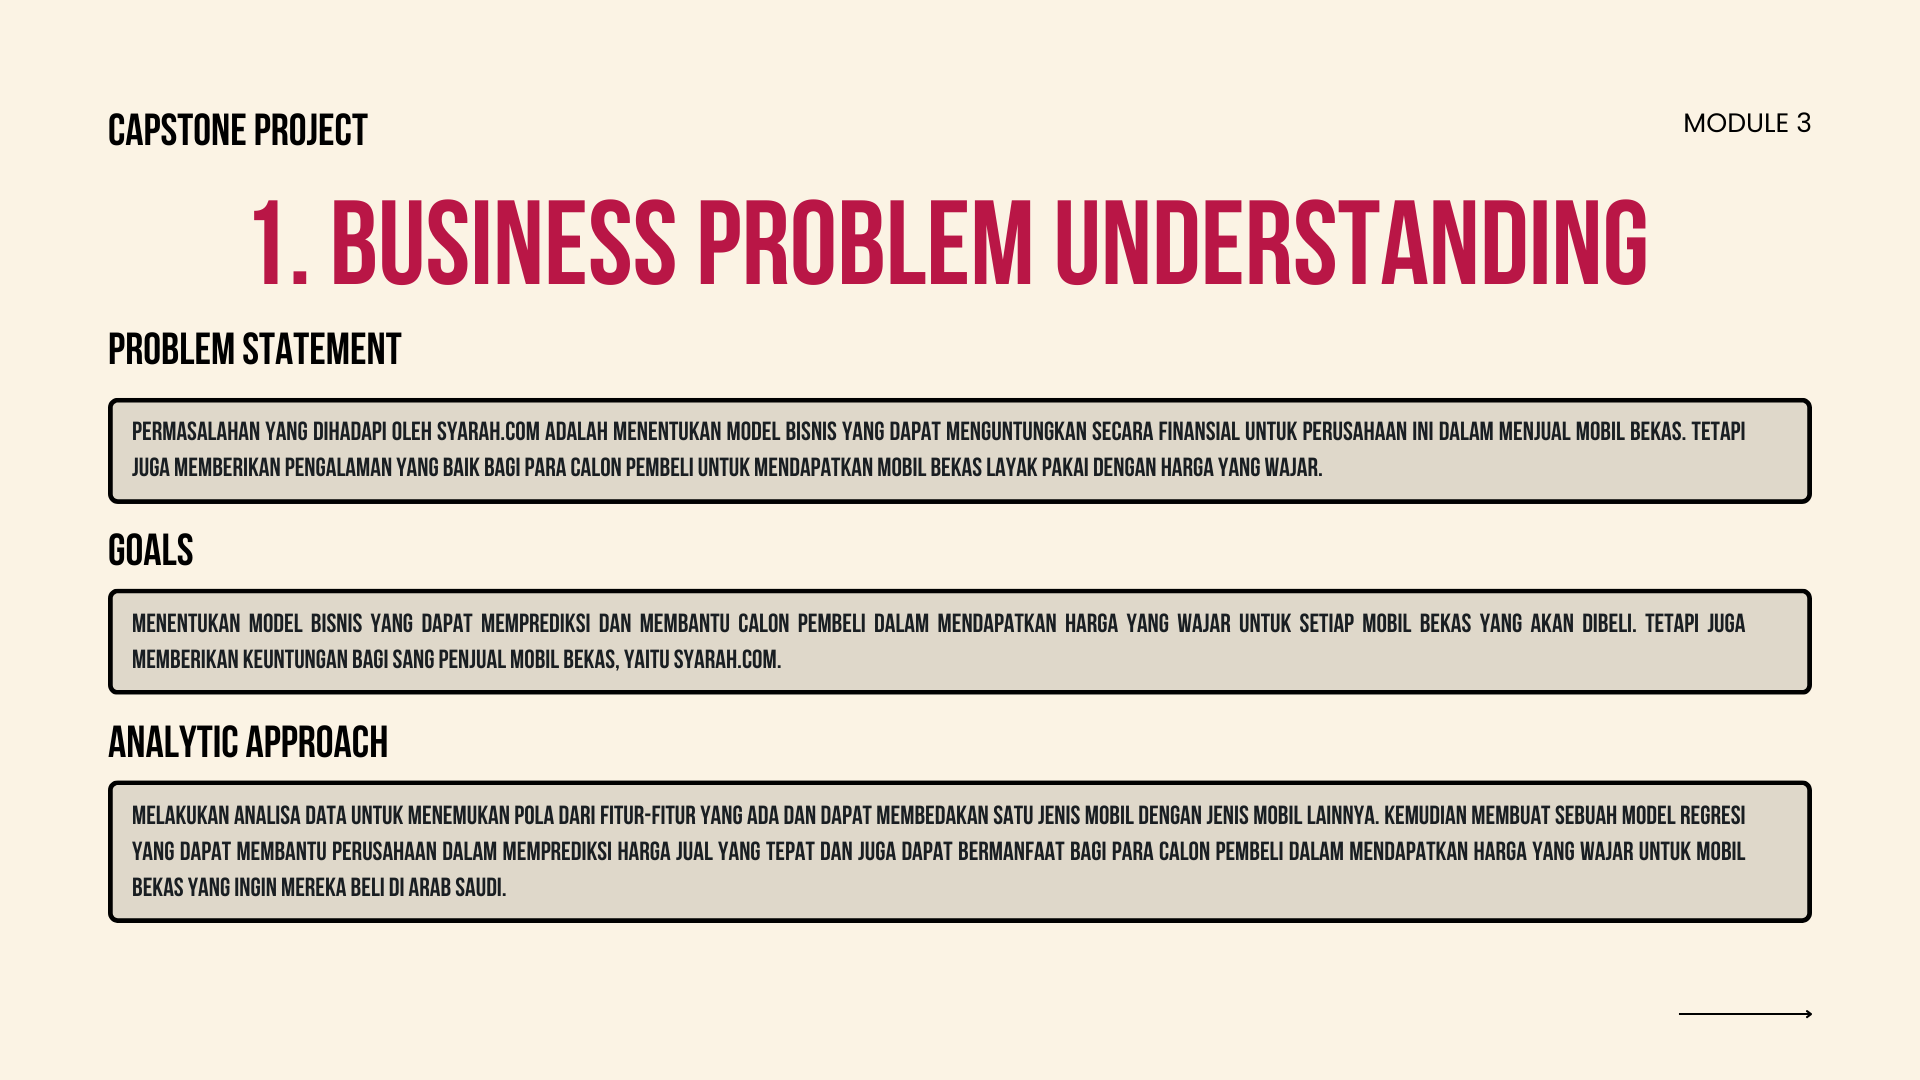 CAPSTONE PROJECT
MODULE 3
1. BUSINESS PROBLEM UNDERSTANDING
PROBLEM STATEMENT
PERMASALAHAN YANG DIHADAPI OLEH SYARAH.COM ADALAH MENENTUKAN MODEL BISNIS YANG DAPAT MENGUNTUNGKAN SECARA FINANSIAL UNTUK PERUSAHAAN INI DALAM MENJUAL MOBIL BEKAS. TETAPI
JUGA MEMBERIKAN PENGALAMAN YANG BAIK BAGI PARA CALON PEMBELI UNTUK MENDAPATKAN MOBIL BEKAS LAYAK PAKAI DENGAN HARGA YANG WAJAR.
GOALS
MENENTUKAN MODEL BISNIS YANG DAPAT MEMPREDIKSI DAN MEMBANTU CALON PEMBELI DALAM MENDAPATKAN HARGA YANG WAJAR UNTUK SETIAP MOBIL BEKAS YANG AKAN DIBELI. TETAPI JUGA
MEMBERIKAN KEUNTUNGAN BAGI SANG PENJUAL MOBIL BEKAS, YAITU SYARAH.COM.
ANALYTIC APPROACH
MELAKUKAN ANALISA DATA UNTUK MENEMUKAN POLA DARI FITUR-FITUR YANG ADA DAN DAPAT MEMBEDAKAN SATU JENIS MOBIL DENGAN JENIS MOBIL LAINNYA. KEMUDIAN MEMBUAT SEBUAH MODEL REGRESI
YANG DAPAT MEMBANTU PERUSAHAAN DALAM MEMPREDIKSI HARGA JUAL YANG TEPAT DAN JUGA DAPAT BERMANFAAT BAGI PARA CALON PEMBELI DALAM MENDAPATKAN HARGA YANG WAJAR UNTUK MOBIL
BEKAS YANG INGIN MEREKA BELI DI ARAB SAUDI.